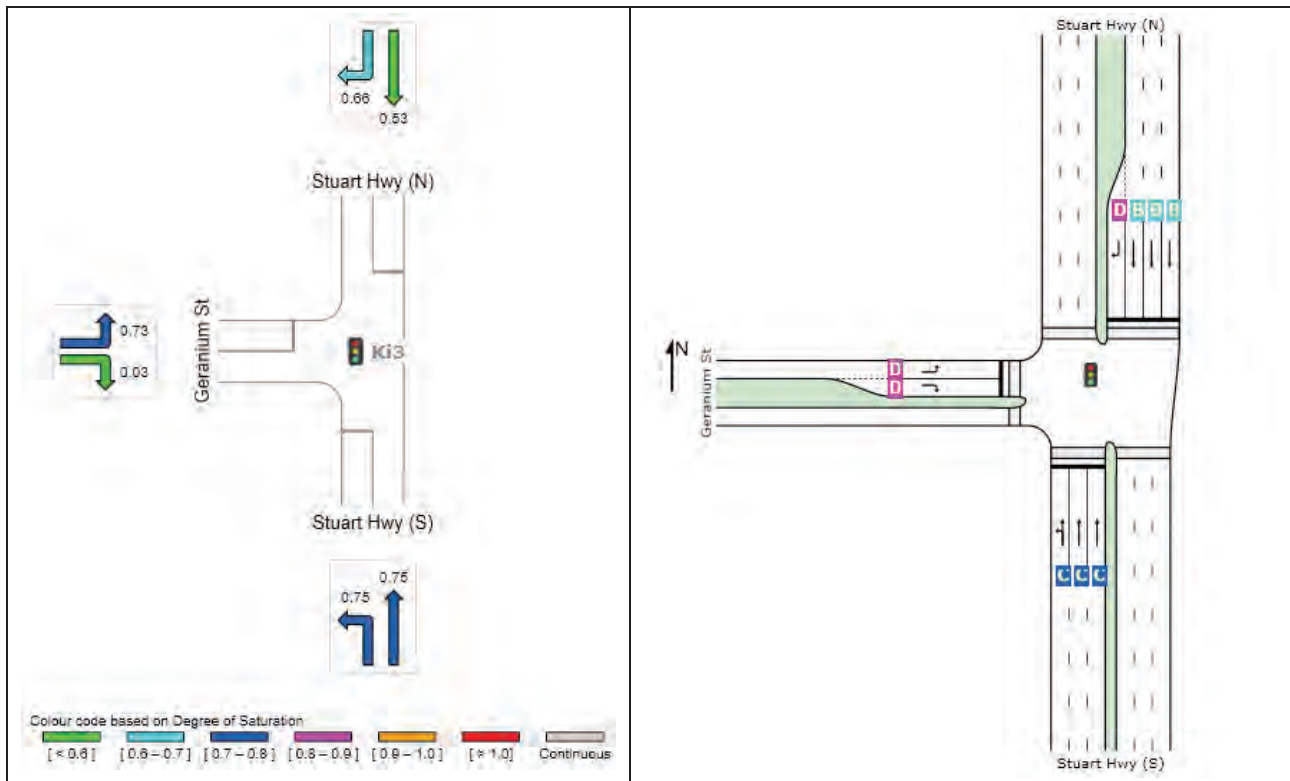 0.66
0.53
Stuart Hwy (N)
0.73
0.03
Geranium St
Ki3
Stuart Hwy (S)
0.75
0.75
Colour code based on Degree of Saturation
[ < 0.6 ] [ 0.6 – 0.7 ] [ 0.7 – 0.8 ] [ 0.8 – 0.9 ] [ 0.9 – 1.0 ] [ > 1.0 ] Continuous
Stuart Hwy (N)
D B B B
N
D
D
Geranium St
C C C
Stuart Hwy (S)